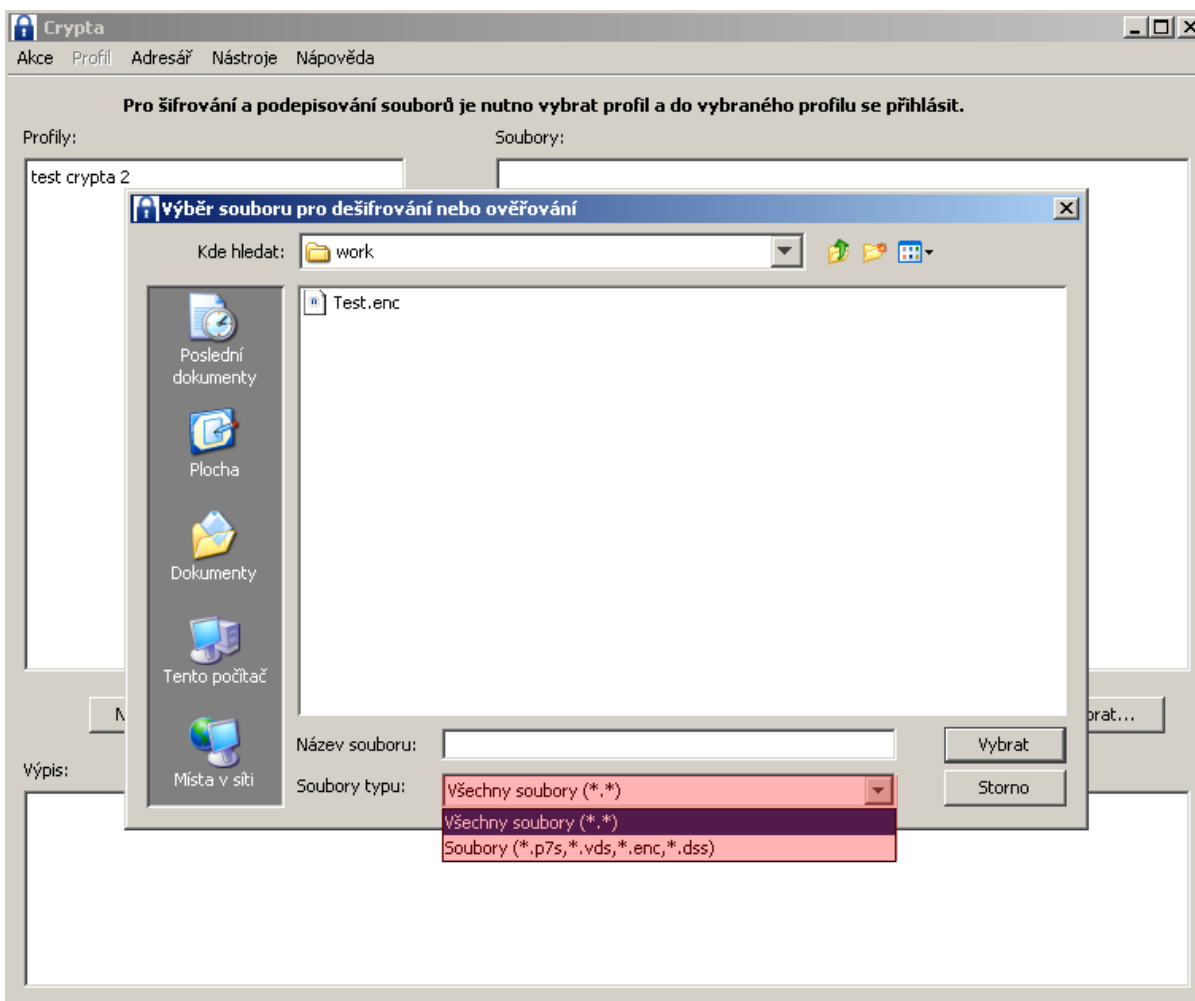 Crypta
Akce Profil Adresář Nástroje Nápověda
Pro šifrování a podepisování souborů je nutno vybrat profil a do vybraného profilu se přihlásit.
Profily:
Soubory:
test crypta 2
Výběr souboru pro dešifrování nebo ověřování
Kde hledat:
work
Test.enc
Poslední
dokumenty
Plocha
Dokumenty
Tento počítač
Místa v síti
Název souboru:
Vybrat
Soubory typu:
Všechny soubory (*.*)
Storno
Všechny soubory (*.*)
Soubory (*.p7s,*.vds,*.enc,*.dss)
Výpis: